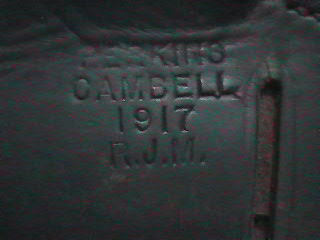 PERKINS
CAMBELL
1917
R.J.M.